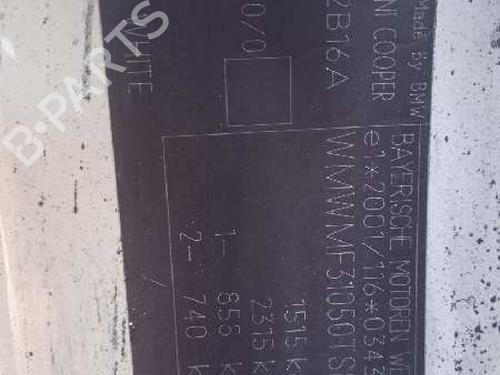 Made by BMW
BAYERISCHE MOTOREN WE
e1*2001/116*0343
WMWMF31050TS
1515 k
2315 k
1- 855 k
2- 740 k
NI COOPER
2B16A
0/0
WHITE
B-PARTS